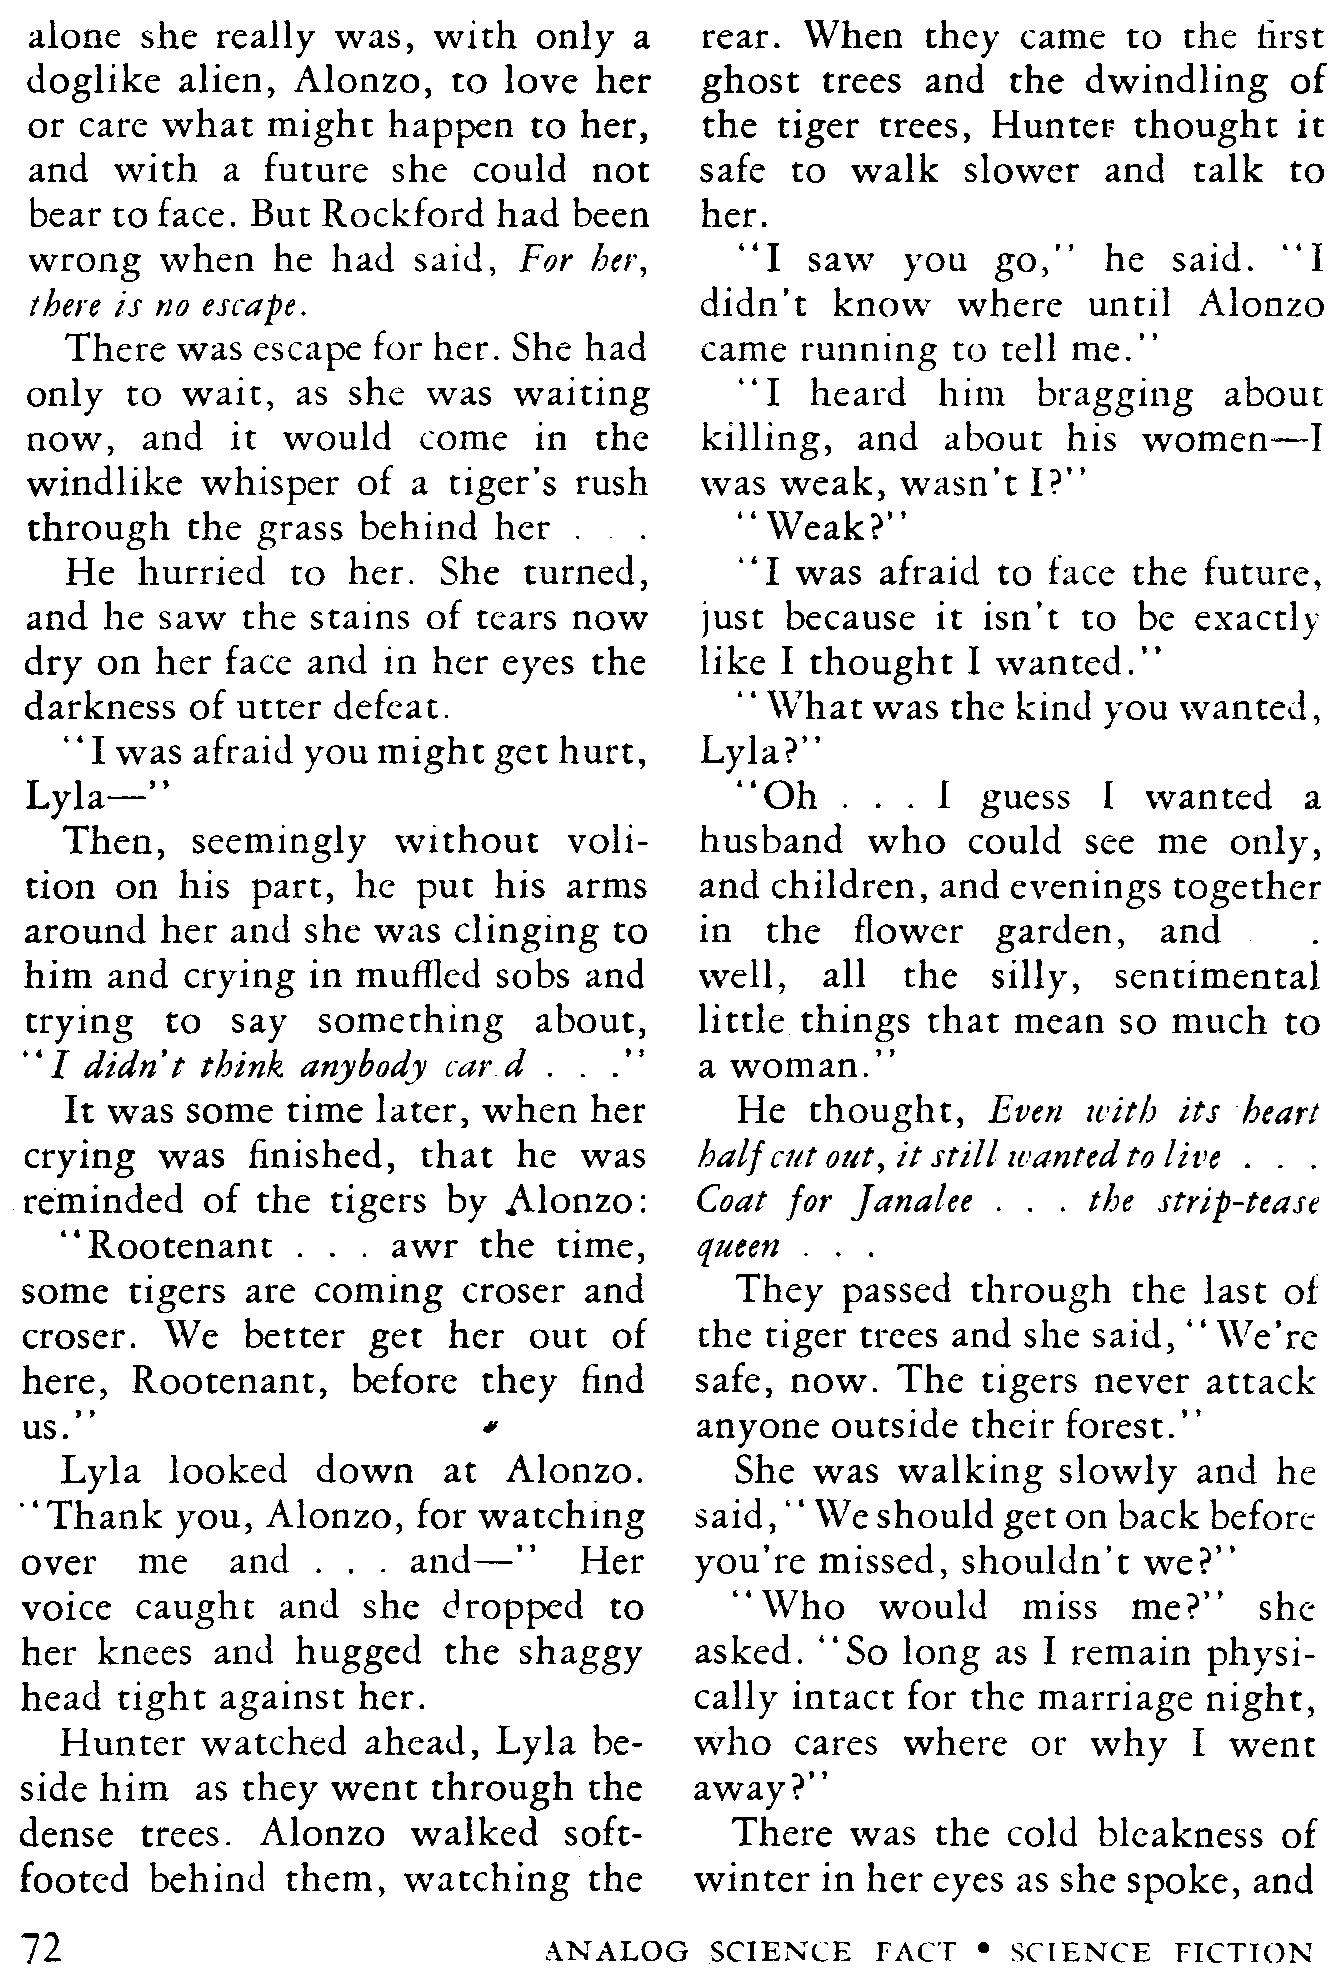 alone she really was, with only a
doglike alien, Alonzo, to love her
or care what might happen to her,
and with a future she could not
bear to face. But Rockford had been
wrong when he had said, For her,
there is no escape.
There was escape for her. She had
only to wait, as she was waiting
now, and it would come in the
windlike whisper of a tiger's rush
through the grass behind her . . .
He hurried to her. She turned,
and he saw the stains of tears now
dry on her face and in her eyes the
darkness of utter defeat.
"I was afraid you might get hurt,
Lyla—"
Then, seemingly without voli-
tion on his part, he put his arms
around her and she was clinging to
him and crying in muffled sobs and
trying to say something about,
"I didn't think anybody car d . . ."
It was some time later, when her
crying was finished, that he was
reminded of the tigers by Alonzo:
"Rootenant . . . awr the time,
some tigers are coming croser and
croser. We better get her out of
here, Rootenant, before they find
us."
Lyla looked down at Alonzo.
"Thank you, Alonzo, for watching
over me and . . . and—" Her
voice caught and she dropped to
her knees and hugged the shaggy
head tight against her.
Hunter watched ahead, Lyla be-
side him as they went through the
dense trees. Alonzo walked soft-
footed behind them, watching the
rear. When they came to the first
ghost trees and the dwindling of
the tiger trees, Hunter thought it
safe to walk slower and talk to
her.
"I saw you go," he said. "I
didn't know where until Alonzo
came running to tell me."
"I heard him bragging about
killing, and about his women—I
was weak, wasn't I?"
"Weak?"
"I was afraid to face the future,
just because it isn't to be exactly
like I thought I wanted."
"What was the kind you wanted,
Lyla?"
"Oh . . . I guess I wanted a
husband who could see me only,
and children, and evenings together
in the flower garden, and .
well, all the silly, sentimental
little things that mean so much to
a woman."
He thought, Even with its heart
half cut out, it still wanted to live . . .
Coat for Janalee . . . the strip-tease
queen . . .
They passed through the last of
the tiger trees and she said, "We're
safe, now. The tigers never attack
anyone outside their forest."
She was walking slowly and he
said, "We should get on back before
you're missed, shouldn't we?"
"Who would miss me?" she
asked. "So long as I remain physi-
cally intact for the marriage night,
who cares where or why I went
away?"
There was the cold bleakness of
winter in her eyes as she spoke, and
72 ANALOG SCIENCE FACT • SCIENCE FICTION